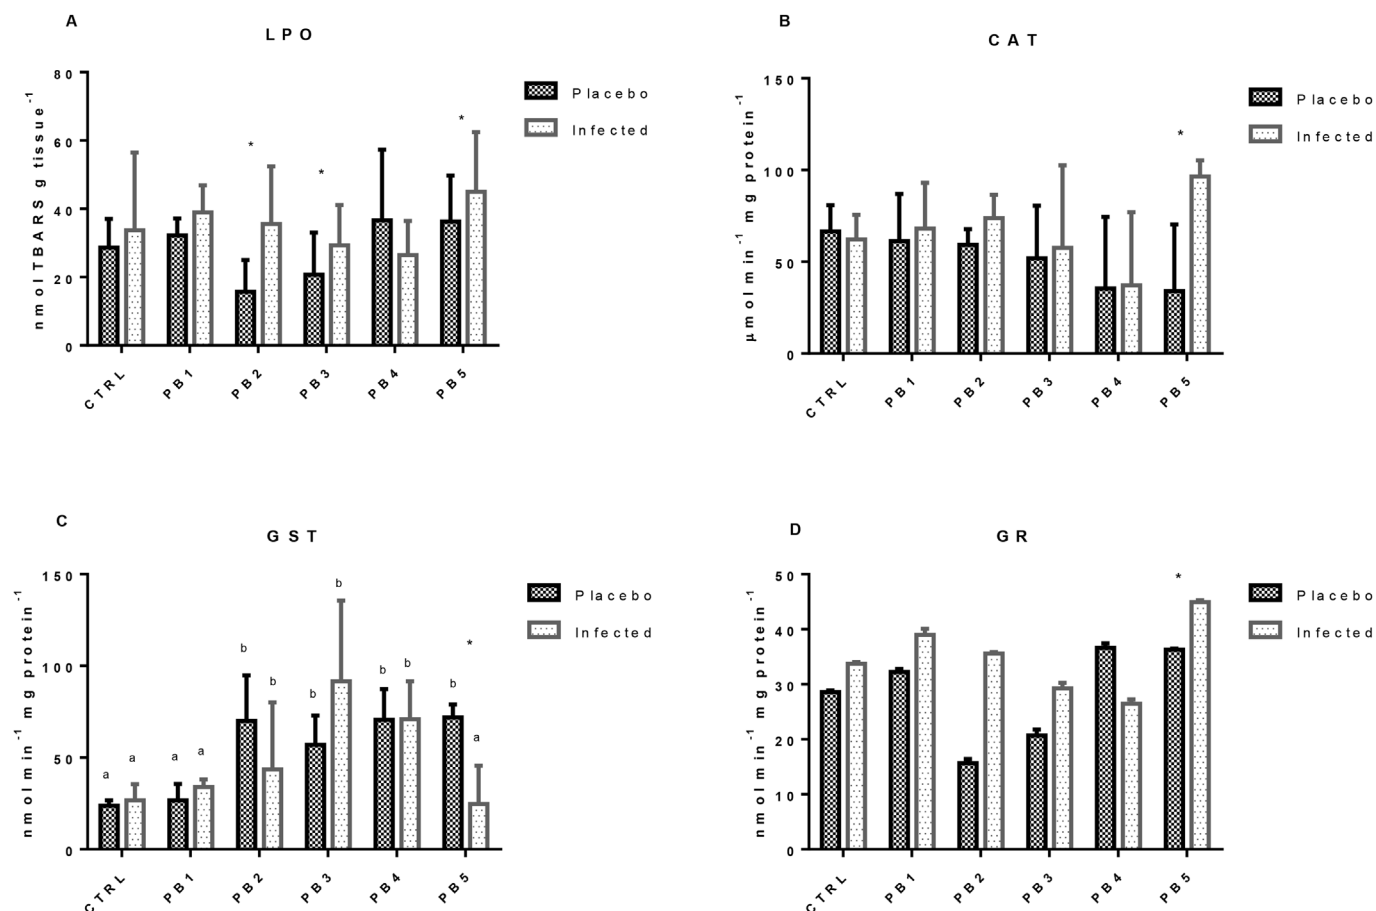 A
LPO
nmol TBARS g tissue⁻¹
80
60
40
20
0
*
*
*
CTRL
PB1
PB2
PB3
PB4
PB5
Placebo
Infected
B
CAT
µmol min⁻¹ mg protein⁻¹
150
100
50
0
*
CTRL
PB1
PB2
PB3
PB4
PB5
Placebo
Infected
C
GST
nmol min⁻¹ mg protein⁻¹
150
100
50
0
a
a
a
a
b
b
b
b
b
b
b
*
a
CTRL
PB1
PB2
PB3
PB4
PB5
Placebo
Infected
D
GR
nmol min⁻¹ mg protein⁻¹
50
40
30
20
10
0
*
CTRL
PB1
PB2
PB3
PB4
PB5
Placebo
Infected